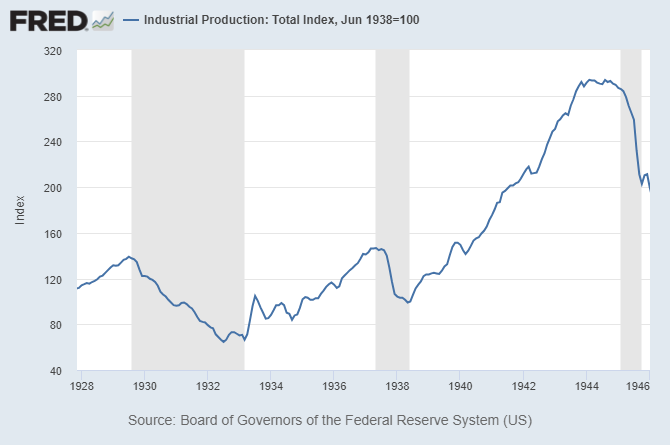 FRED
Industrial Production: Total Index, Jun 1938=100
320
280
240
200
160
120
80
40
Index
1928 1930 1932 1934 1936 1938 1940 1942 1944 1946
Source: Board of Governors of the Federal Reserve System (US)